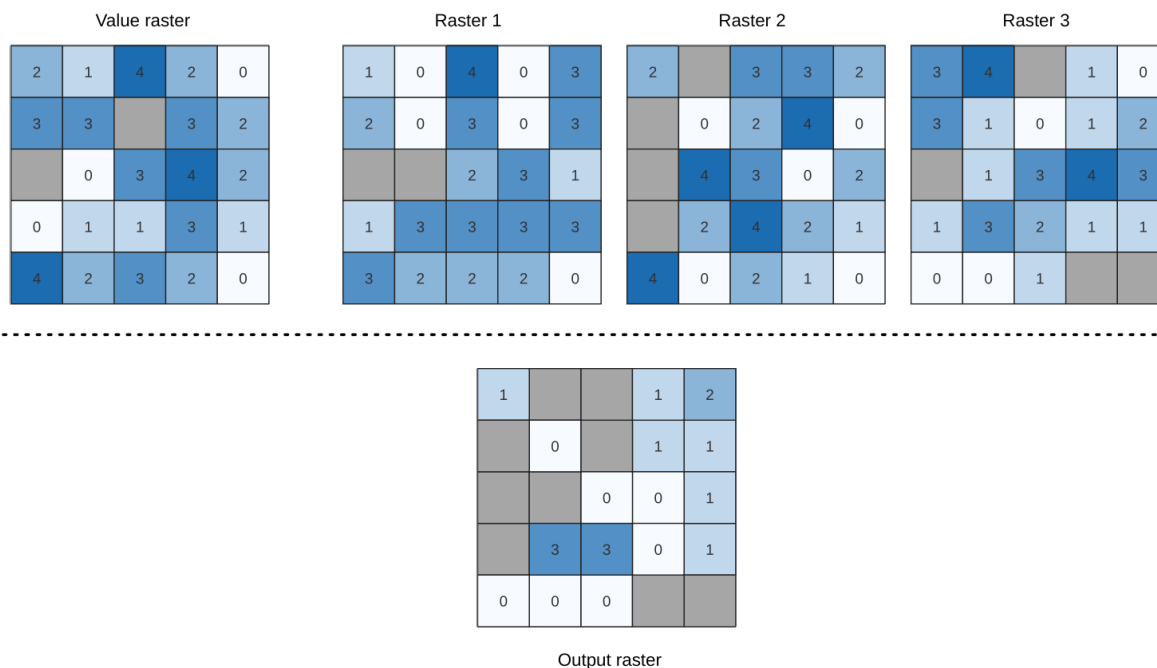 Value raster Raster 1 Raster 2 Raster 3
2 1 4 2 0 1 0 4 0 3 2 3 3 2 3 4 1 0
3 3 3 2 2 0 3 0 3 0 2 4 0 3 1 0 1 2
0 3 4 2 2 3 1 4 3 0 2 1 3 4 3
0 1 1 3 1 1 3 3 3 3 2 4 2 1 1 3 2 1 1
4 2 3 2 0 3 2 2 2 0 4 0 2 1 0 0 0 1
1 1 2
0 1 1
0 0 1
3 3 0 1
0 0 0
Output raster